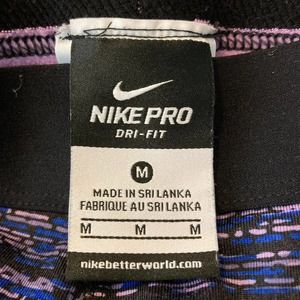 NIKE PRO
DRI-FIT
M
MADE IN SRI LANKA
FABRIQUE AU SRI LANKA
M M M
nikebetterworld.com